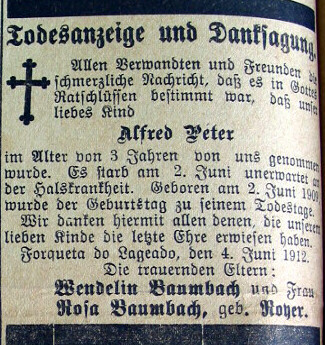 Todesanzeige und Danksagung.
Allen Verwandten und Freunden die
schmerzliche Nachricht, daß es in Gottes
Ratschlüssen bestimmt war, daß unser
liebes Kind
Alfred Peter
im Alter von 3 Jahren von uns genommen
wurde. Es starb am 2. Juni unerwartet an
der Halskrankheit. Geboren am 2. Juni 1909
wurde der Geburtstag zu seinem Todestage.
Wir danken hiermit allen denen, die unserem
lieben Kinde die letzte Ehre erwiesen haben.
Forqueta do Lageado, den 4. Juni 1912.
Die trauernden Eltern:
Wendelin Baumbach und Frau
Rosa Baumbach, geb. Royer.